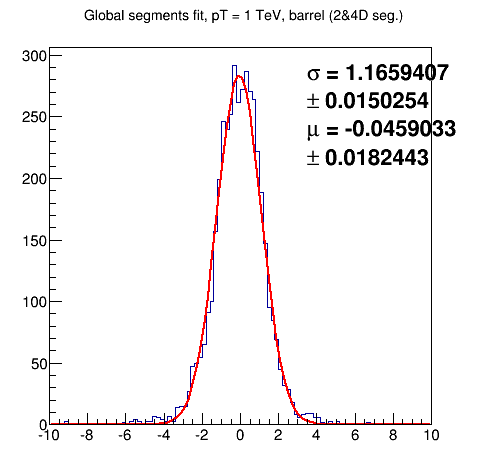 Global segments fit, pT = 1 TeV, barrel (2&4D seg.)
300
250
200
150
100
50
0
σ = 1.1659407
± 0.0150254
μ = -0.0459033
± 0.0182443
-10 -8 -6 -4 -2 0 2 4 6 8 10